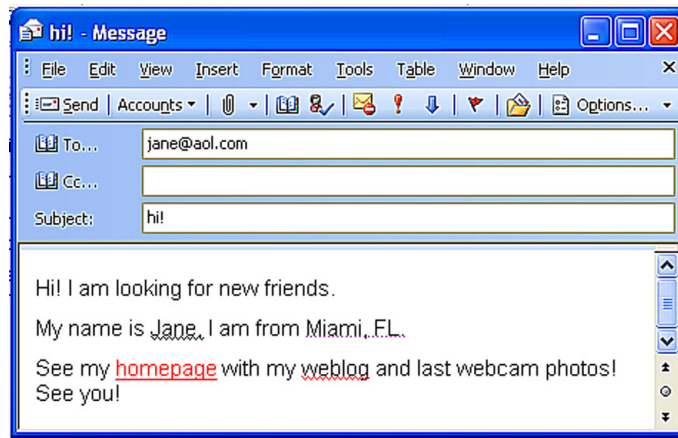 hi! - Message
File Edit View Insert Format Tools Table Window Help
Send Accounts Options...
To... jane@aol.com
Cc...
Subject: hi!
Hi! I am looking for new friends.
My name is Jane, I am from Miami, FL.
See my homepage with my weblog and last webcam photos!
See you!